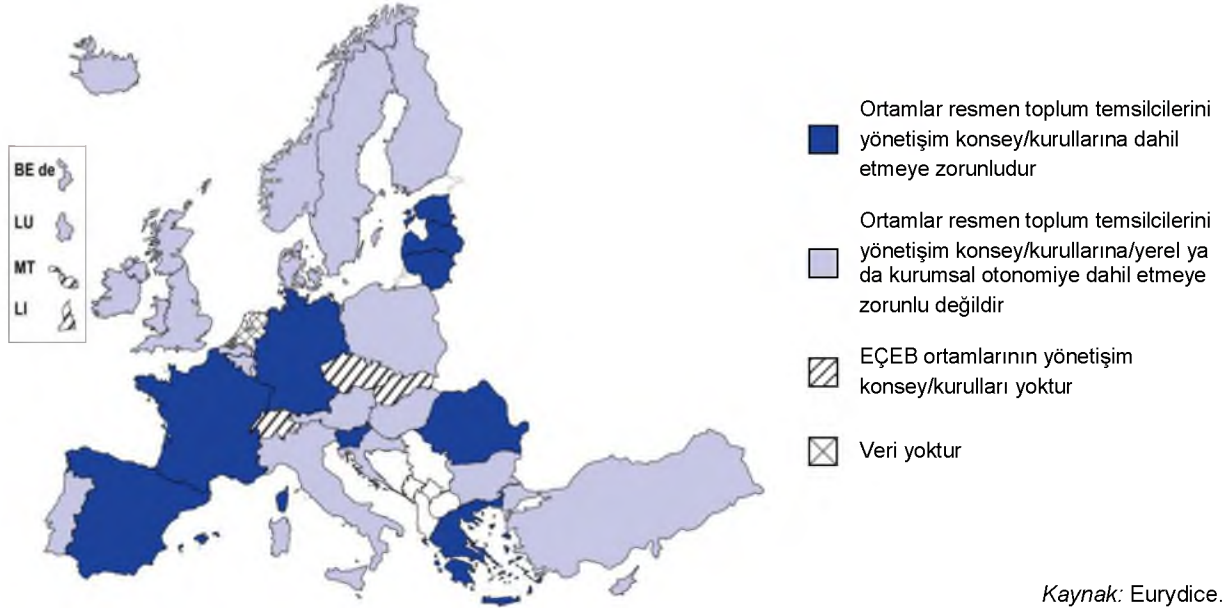 BE de
LU
MT
LI
Ortamlar resmen toplum temsilcilerini
yönetişim konsey/kurullarına dahil
etmeye zorunludur
Ortamlar resmen toplum temsilcilerini
yönetişim konsey/kurullarına/yerel ya
da kurumsal otonomiye dahil etmeye
zorunlu değildir
EÇEB ortamlarının yönetişim
konsey/kurulları yoktur
Veri yoktur
Kaynak: Eurydice.